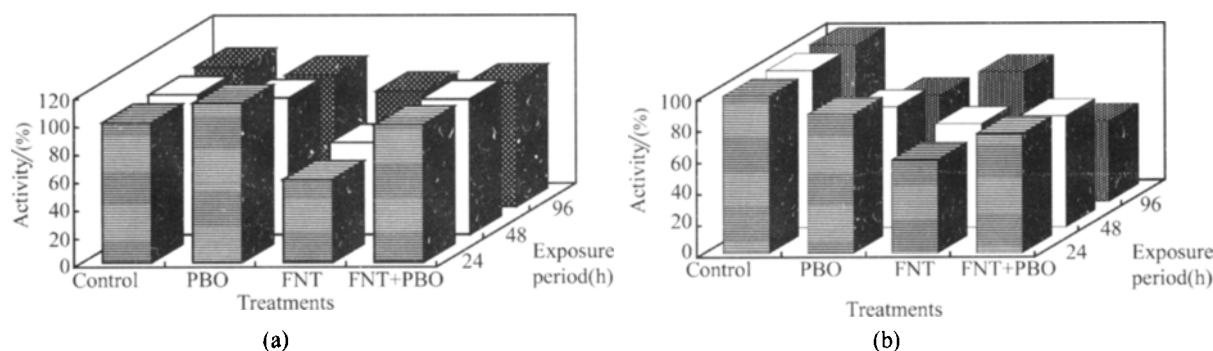 120
100
80
60
40
20
0
Activity/(%)
Control
PBO
FNT
FNT+PBO
Treatments
24
48
96
Exposure
period(h)
(a)
100
80
60
40
20
0
Activity/(%)
Control
PBO
FNT
FNT+PBO
Treatments
24
48
96
Exposure
period(h)
(b)